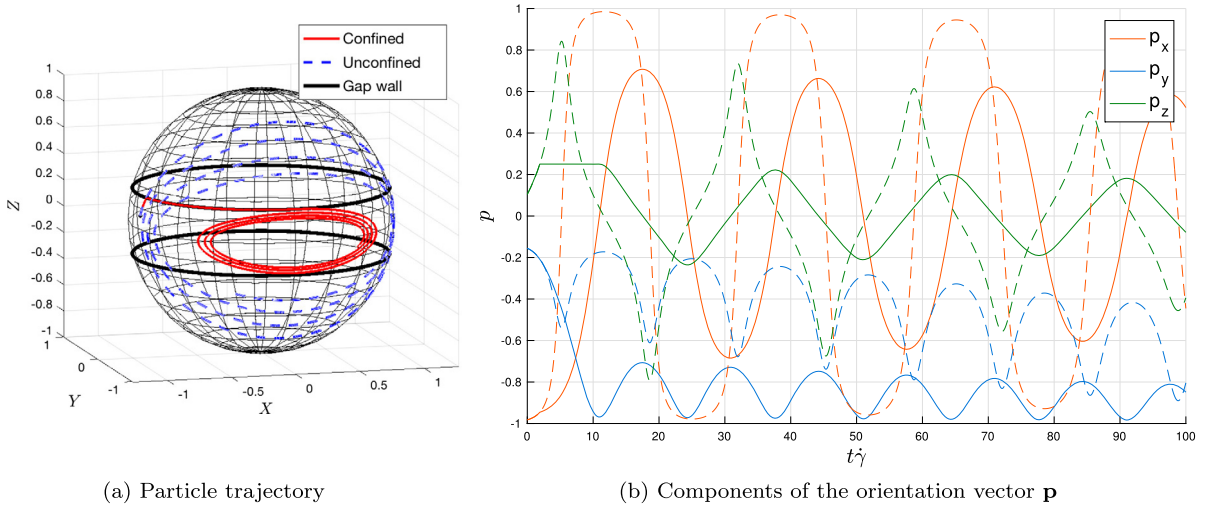 Confined
Unconfined
Gap wall
1
0.8
0.6
0.4
0.2
0
-0.2
-0.4
-0.6
-0.8
-1
Z
1
0
-1
Y
-1
-0.5
0
0.5
1
X
(a) Particle trajectory
1
0.8
0.6
0.4
0.2
0
-0.2
-0.4
-0.6
-0.8
-1
p
0 10 20 30 40 50 60 70 80 90 100
tγ̇
p_x
p_y
p_z
(b) Components of the orientation vector p